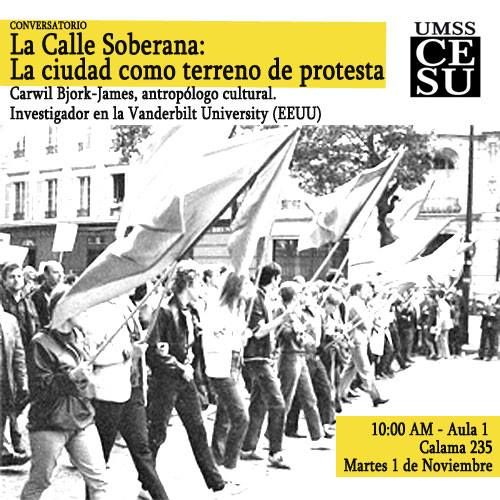 CONVERSATORIO
La Calle Soberana:
La ciudad como terreno de protesta
Carwil Bjork-James, antropólogo cultural.
Investigador en la Vanderbilt University (EEUU)
UMSS
CE
SU
10:00 AM - Aula 1
Calama 235
Martes 1 de Noviembre